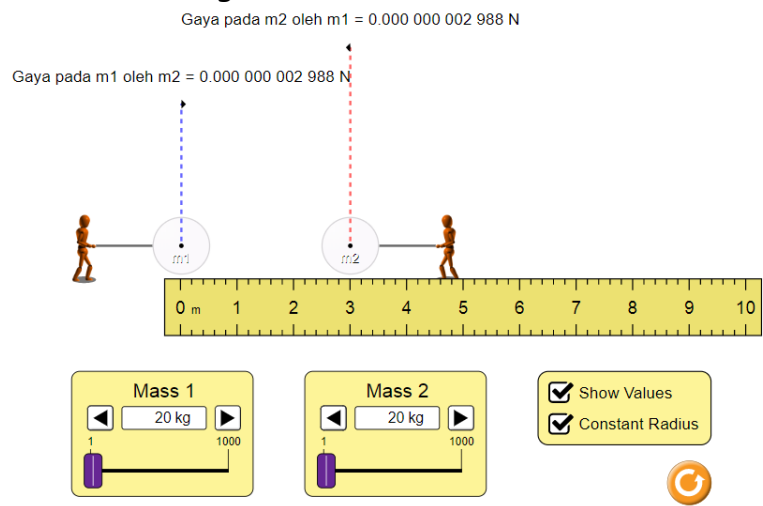 Gaya pada m2 oleh m1 = 0.000 000 002 988 N
Gaya pada m1 oleh m2 = 0.000 000 002 988 N
m1
m2
0 m 1 2 3 4 5 6 7 8 9 10
Mass 1
20 kg
1 1000
Mass 2
20 kg
1 1000
Show Values
Constant Radius